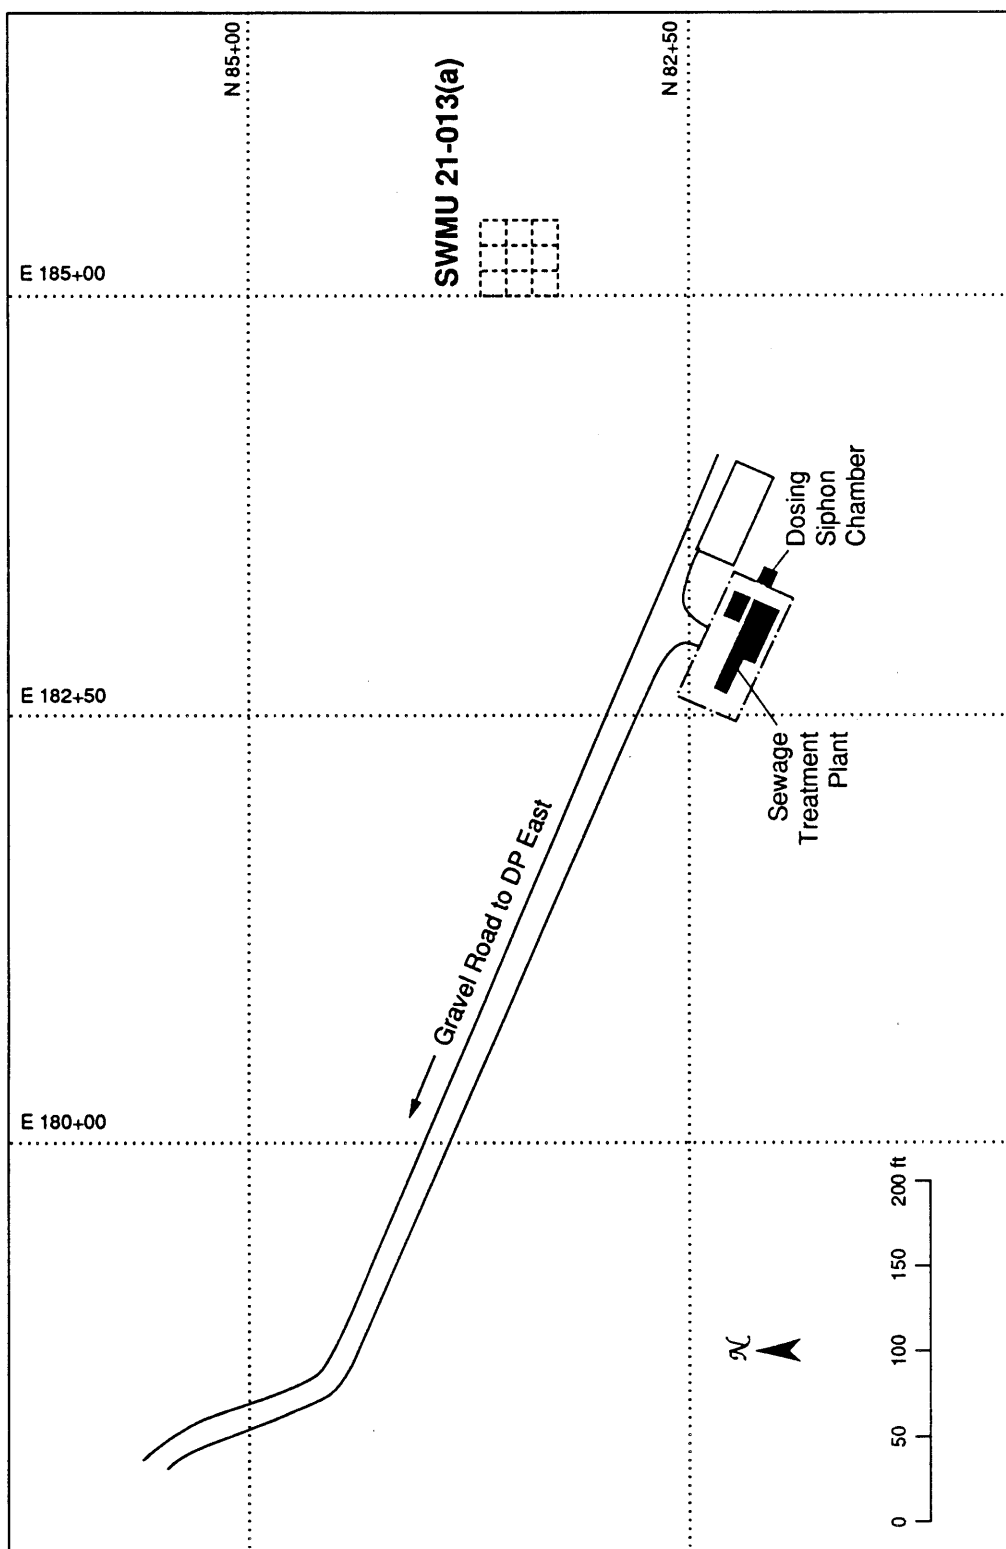 N 85+00
N 82+50
SWMU 21-013(a)
E 185+00
Dosing
Siphon
Chamber
E 182+50
Sewage
Treatment
Plant
Gravel Road to DP East
E 180+00
N
0 50 100 150 200 ft